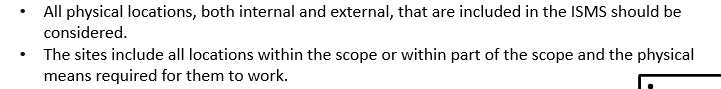 • All physical locations, both internal and external, that are included in the ISMS should be
considered.
• The sites include all locations within the scope or within part of the scope and the physical
means required for them to work.